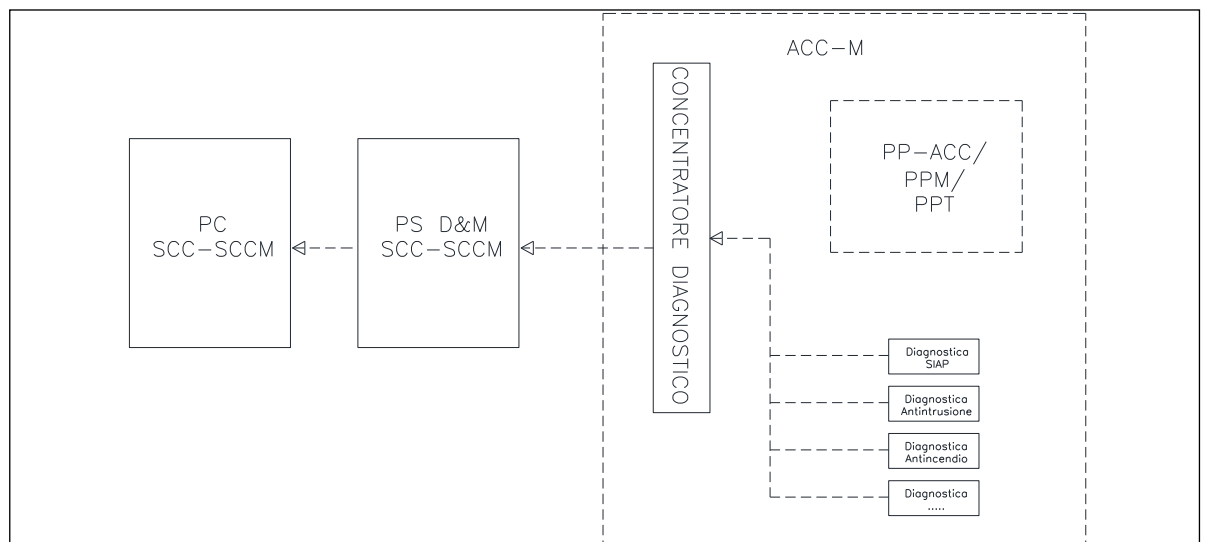 ACC-M
PC
SCC-SCCM
PS D&M
SCC-SCCM
CONCENTRATORE DIAGNOSTICO
PP-ACC/
PPM/
PPT
Diagnostica
SIAP
Diagnostica
Antintrusione
Diagnostica
Antincendio
Diagnostica
.....